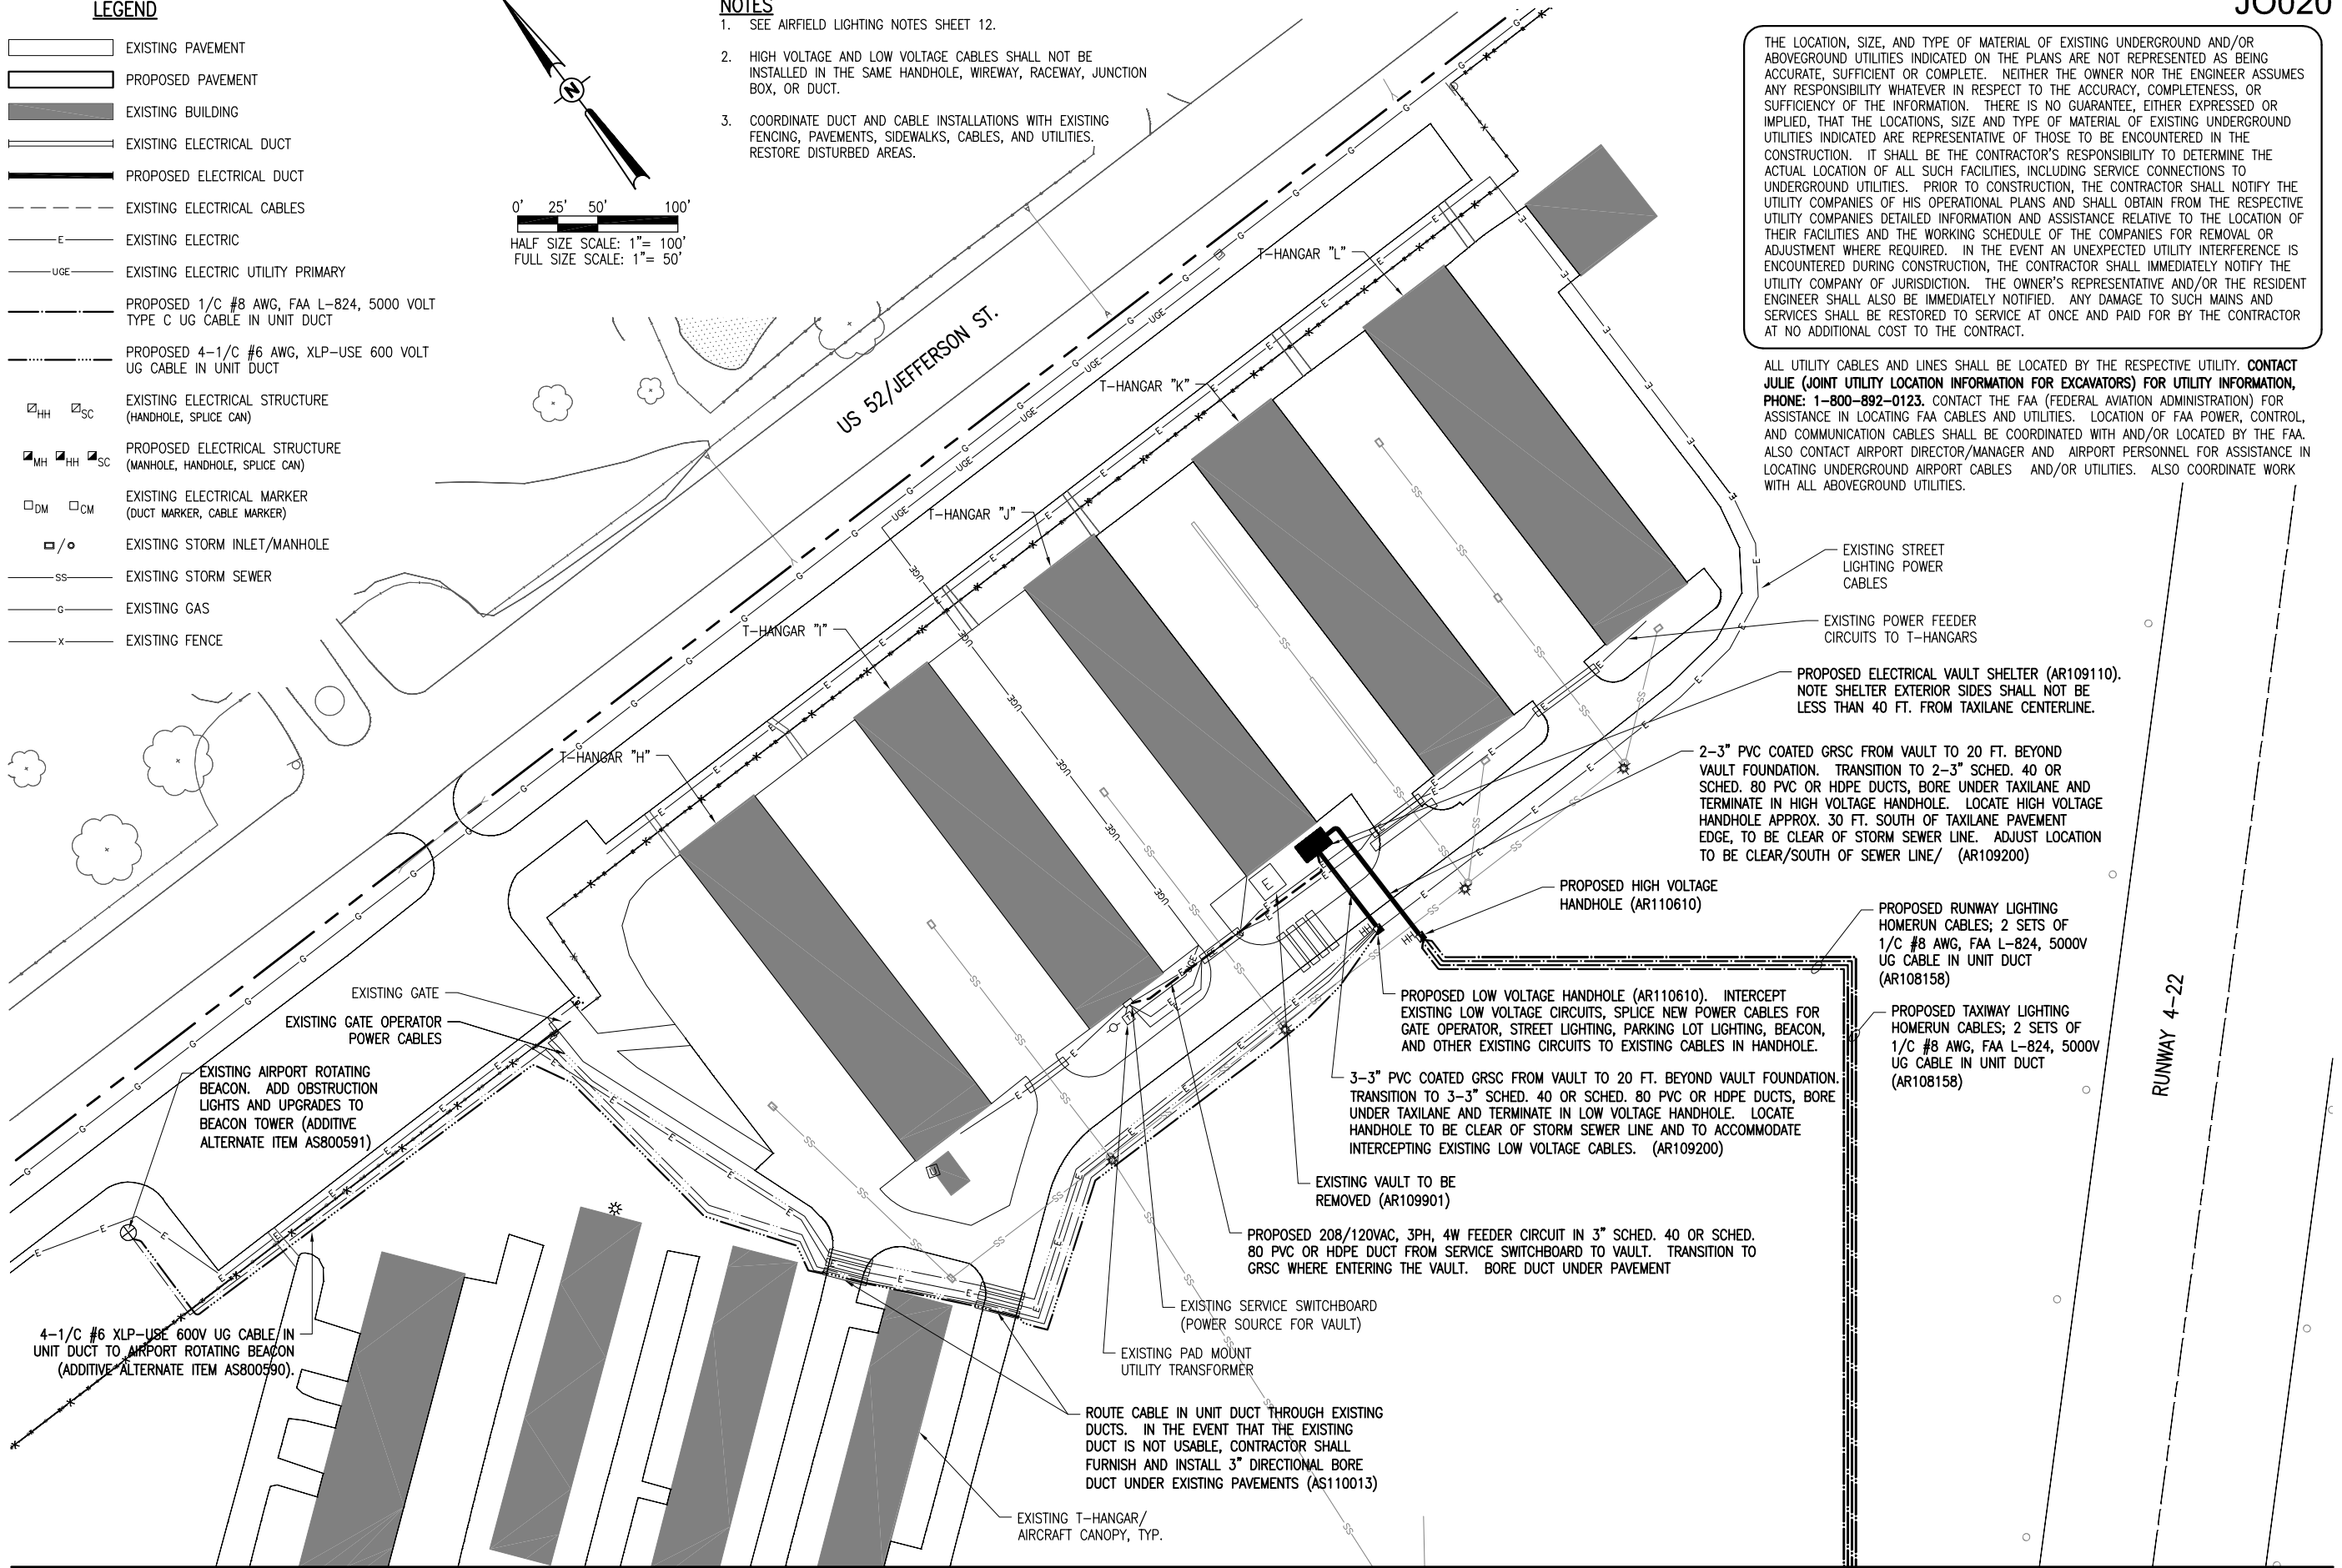 JO020
LEGEND
EXISTING PAVEMENT
PROPOSED PAVEMENT
EXISTING BUILDING
EXISTING ELECTRICAL DUCT
PROPOSED ELECTRICAL DUCT
EXISTING ELECTRICAL CABLES
E
EXISTING ELECTRIC
UGE
EXISTING ELECTRIC UTILITY PRIMARY
PROPOSED 1/C #8 AWG, FAA L-824, 5000 VOLT
TYPE C UG CABLE IN UNIT DUCT
PROPOSED 4-1/C #6 AWG, XLP-USE 600 VOLT
UG CABLE IN UNIT DUCT
HH SC
EXISTING ELECTRICAL STRUCTURE
(HANDHOLE, SPLICE CAN)
MH HH SC
PROPOSED ELECTRICAL STRUCTURE
(MANHOLE, HANDHOLE, SPLICE CAN)
DM CM
EXISTING ELECTRICAL MARKER
(DUCT MARKER, CABLE MARKER)
EXISTING STORM INLET/MANHOLE
SS
EXISTING STORM SEWER
G
EXISTING GAS
X
EXISTING FENCE
N
0' 25' 50' 100'
HALF SIZE SCALE: 1"= 100'
FULL SIZE SCALE: 1"= 50'
NOTES
1. SEE AIRFIELD LIGHTING NOTES SHEET 12.
2. HIGH VOLTAGE AND LOW VOLTAGE CABLES SHALL NOT BE
INSTALLED IN THE SAME HANDHOLE, WIREWAY, RACEWAY, JUNCTION
BOX, OR DUCT.
3. COORDINATE DUCT AND CABLE INSTALLATIONS WITH EXISTING
FENCING, PAVEMENTS, SIDEWALKS, CABLES, AND UTILITIES.
RESTORE DISTURBED AREAS.
THE LOCATION, SIZE, AND TYPE OF MATERIAL OF EXISTING UNDERGROUND AND/OR
ABOVEGROUND UTILITIES INDICATED ON THE PLANS ARE NOT REPRESENTED AS BEING
ACCURATE, SUFFICIENT OR COMPLETE. NEITHER THE OWNER NOR THE ENGINEER ASSUMES
ANY RESPONSIBILITY WHATEVER IN RESPECT TO THE ACCURACY, COMPLETENESS, OR
SUFFICIENCY OF THE INFORMATION. THERE IS NO GUARANTEE, EITHER EXPRESSED OR
IMPLIED, THAT THE LOCATIONS, SIZE AND TYPE OF MATERIAL OF EXISTING UNDERGROUND
UTILITIES INDICATED ARE REPRESENTATIVE OF THOSE TO BE ENCOUNTERED IN THE
CONSTRUCTION. IT SHALL BE THE CONTRACTOR'S RESPONSIBILITY TO DETERMINE THE
ACTUAL LOCATION OF ALL SUCH FACILITIES, INCLUDING SERVICE CONNECTIONS TO
UNDERGROUND UTILITIES. PRIOR TO CONSTRUCTION, THE CONTRACTOR SHALL NOTIFY THE
UTILITY COMPANIES OF HIS OPERATIONAL PLANS AND SHALL OBTAIN FROM THE RESPECTIVE
UTILITY COMPANIES DETAILED INFORMATION AND ASSISTANCE RELATIVE TO THE LOCATION OF
THEIR FACILITIES AND THE WORKING SCHEDULE OF THE COMPANIES FOR REMOVAL OR
ADJUSTMENT WHERE REQUIRED. IN THE EVENT AN UNEXPECTED UTILITY INTERFERENCE IS
ENCOUNTERED DURING CONSTRUCTION, THE CONTRACTOR SHALL IMMEDIATELY NOTIFY THE
UTILITY COMPANY OF JURISDICTION. THE OWNER'S REPRESENTATIVE AND/OR THE RESIDENT
ENGINEER SHALL ALSO BE IMMEDIATELY NOTIFIED. ANY DAMAGE TO SUCH MAINS AND
SERVICES SHALL BE RESTORED TO SERVICE AT ONCE AND PAID FOR BY THE CONTRACTOR
AT NO ADDITIONAL COST TO THE CONTRACT.
ALL UTILITY CABLES AND LINES SHALL BE LOCATED BY THE RESPECTIVE UTILITY. CONTACT
JULIE (JOINT UTILITY LOCATION INFORMATION FOR EXCAVATORS) FOR UTILITY INFORMATION,
PHONE: 1-800-892-0123. CONTACT THE FAA (FEDERAL AVIATION ADMINISTRATION) FOR
ASSISTANCE IN LOCATING FAA CABLES AND UTILITIES. LOCATION OF FAA POWER, CONTROL,
AND COMMUNICATION CABLES SHALL BE COORDINATED WITH AND/OR LOCATED BY THE FAA.
ALSO CONTACT AIRPORT DIRECTOR/MANAGER AND AIRPORT PERSONNEL FOR ASSISTANCE IN
LOCATING UNDERGROUND AIRPORT CABLES AND/OR UTILITIES. ALSO COORDINATE WORK
WITH ALL ABOVEGROUND UTILITIES.
US 52/JEFFERSON ST.
T-HANGAR "L"
T-HANGAR "K"
T-HANGAR "J"
T-HANGAR "I"
T-HANGAR "H"
EXISTING STREET
LIGHTING POWER
CABLES
EXISTING POWER FEEDER
CIRCUITS TO T-HANGARS
PROPOSED ELECTRICAL VAULT SHELTER (AR109110).
NOTE SHELTER EXTERIOR SIDES SHALL NOT BE
LESS THAN 40 FT. FROM TAXILANE CENTERLINE.
2-3" PVC COATED GRSC FROM VAULT TO 20 FT. BEYOND
VAULT FOUNDATION. TRANSITION TO 2-3" SCHED. 40 OR
SCHED. 80 PVC OR HDPE DUCTS, BORE UNDER TAXILANE AND
TERMINATE IN HIGH VOLTAGE HANDHOLE. LOCATE HIGH VOLTAGE
HANDHOLE APPROX. 30 FT. SOUTH OF TAXILANE PAVEMENT
EDGE, TO BE CLEAR OF STORM SEWER LINE. ADJUST LOCATION
TO BE CLEAR/SOUTH OF SEWER LINE/ (AR109200)
PROPOSED HIGH VOLTAGE
HANDHOLE (AR110610)
PROPOSED RUNWAY LIGHTING
HOMERUN CABLES; 2 SETS OF
1/C #8 AWG, FAA L-824, 5000V
UG CABLE IN UNIT DUCT
(AR108158)
PROPOSED TAXIWAY LIGHTING
HOMERUN CABLES; 2 SETS OF
1/C #8 AWG, FAA L-824, 5000V
UG CABLE IN UNIT DUCT
(AR108158)
RUNWAY 4-22
E
HH
HH
PROPOSED LOW VOLTAGE HANDHOLE (AR110610). INTERCEPT
EXISTING LOW VOLTAGE CIRCUITS, SPLICE NEW POWER CABLES FOR
GATE OPERATOR, STREET LIGHTING, PARKING LOT LIGHTING, BEACON,
AND OTHER EXISTING CIRCUITS TO EXISTING CABLES IN HANDHOLE.
3-3" PVC COATED GRSC FROM VAULT TO 20 FT. BEYOND VAULT FOUNDATION.
TRANSITION TO 3-3" SCHED. 40 OR SCHED. 80 PVC OR HDPE DUCTS, BORE
UNDER TAXILANE AND TERMINATE IN LOW VOLTAGE HANDHOLE. LOCATE
HANDHOLE TO BE CLEAR OF STORM SEWER LINE AND TO ACCOMMODATE
INTERCEPTING EXISTING LOW VOLTAGE CABLES. (AR109200)
EXISTING VAULT TO BE
REMOVED (AR109901)
PROPOSED 208/120VAC, 3PH, 4W FEEDER CIRCUIT IN 3" SCHED. 40 OR SCHED.
80 PVC OR HDPE DUCT FROM SERVICE SWITCHBOARD TO VAULT. TRANSITION TO
GRSC WHERE ENTERING THE VAULT. BORE DUCT UNDER PAVEMENT
EXISTING SERVICE SWITCHBOARD
(POWER SOURCE FOR VAULT)
EXISTING PAD MOUNT
UTILITY TRANSFORMER
ROUTE CABLE IN UNIT DUCT THROUGH EXISTING
DUCTS. IN THE EVENT THAT THE EXISTING
DUCT IS NOT USABLE, CONTRACTOR SHALL
FURNISH AND INSTALL 3" DIRECTIONAL BORE
DUCT UNDER EXISTING PAVEMENTS (AS110013)
EXISTING T-HANGAR/
AIRCRAFT CANOPY, TYP.
EXISTING GATE
EXISTING GATE OPERATOR
POWER CABLES
EXISTING AIRPORT ROTATING
BEACON. ADD OBSTRUCTION
LIGHTS AND UPGRADES TO
BEACON TOWER (ADDITIVE
ALTERNATE ITEM AS800591)
4-1/C #6 XLP-USE 600V UG CABLE IN
UNIT DUCT TO AIRPORT ROTATING BEACON
(ADDITIVE ALTERNATE ITEM AS800590).